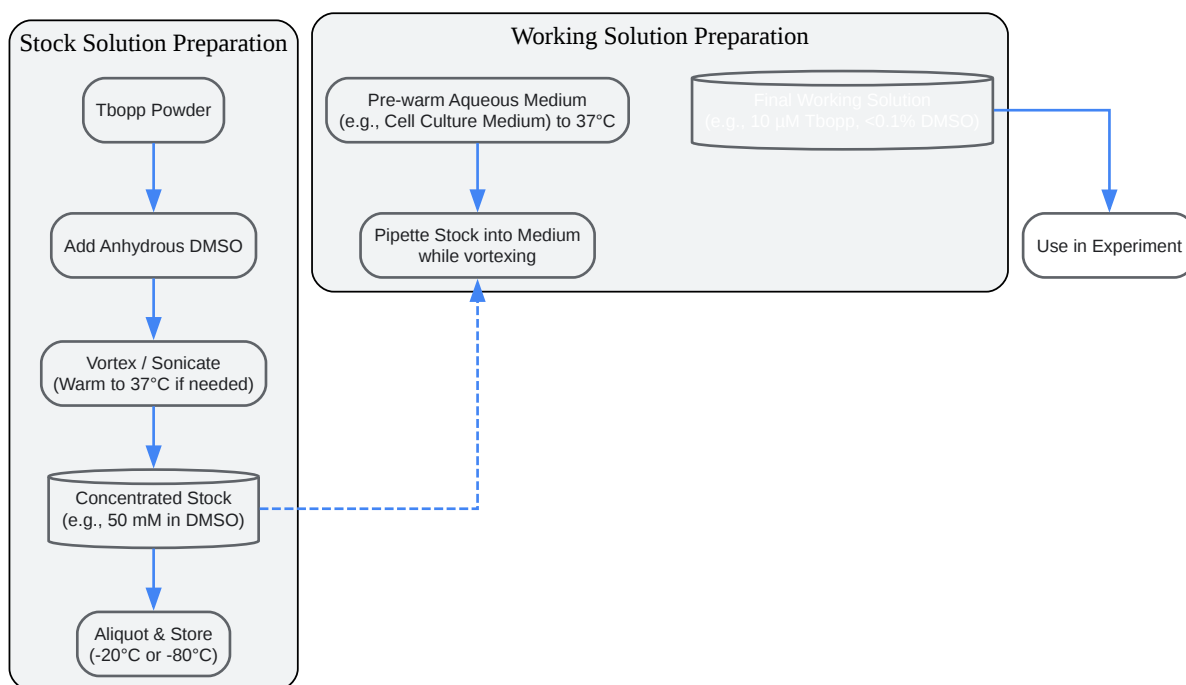 Stock Solution Preparation
Tbopp Powder
Add Anhydrous DMSO
Vortex / Sonicate
(Warm to 37°C if needed)
Concentrated Stock
(e.g., 50 mM in DMSO)
Aliquot & Store
(-20°C or -80°C)
Working Solution Preparation
Pre-warm Aqueous Medium
(e.g., Cell Culture Medium) to 37°C
Pipette Stock into Medium
while vortexing
Final Working Solution
(e.g., 10 µM Tbopp, <0.1% DMSO)
Use in Experiment